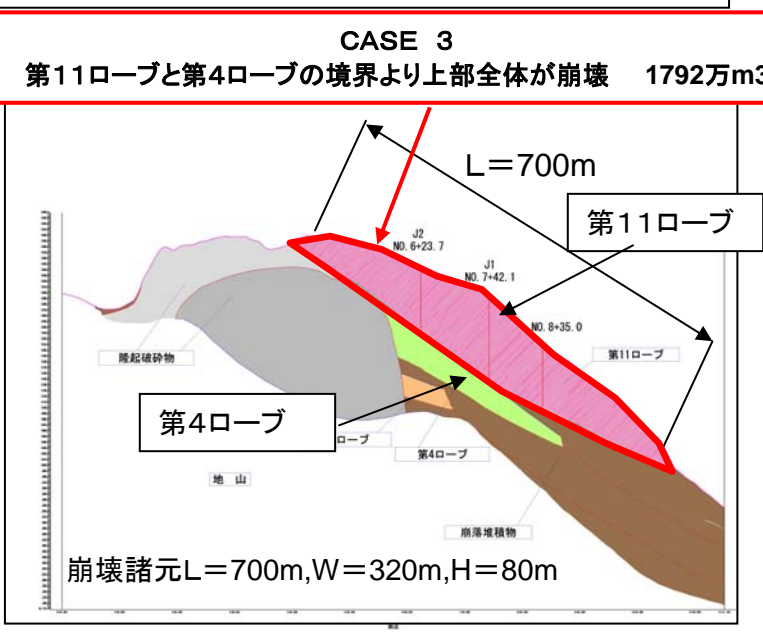 CASE 3
第11ローブと第4ローブの境界より上部全体が崩壊 1792万m3
L=700m
第11ローブ
J2
NO.6+23.7
J1
NO.7+42.1
NO.8+35.0
隆起破砕物
第11ローブ
第4ローブ
ローブ
第4ローブ
地 山
崩落堆積物
崩壊諸元L=700m,W=320m,H=80m